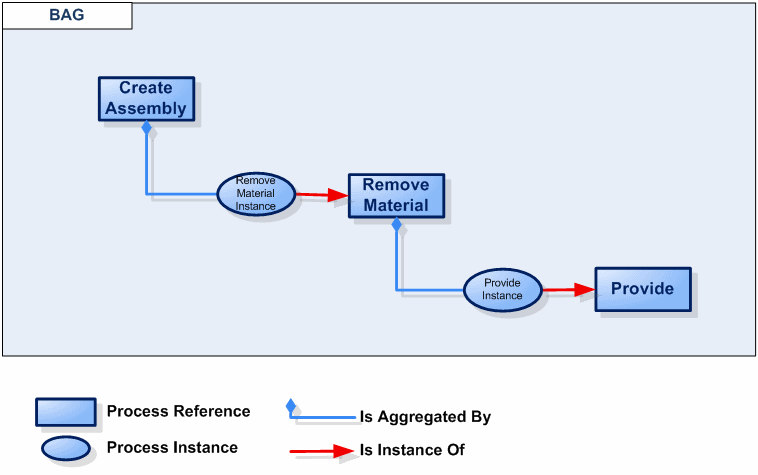 BAG
Create
Assembly
Remove
Material
Instance
Remove
Material
Provide
Instance
Provide
Process Reference
Is Aggregated By
Process Instance
Is Instance Of